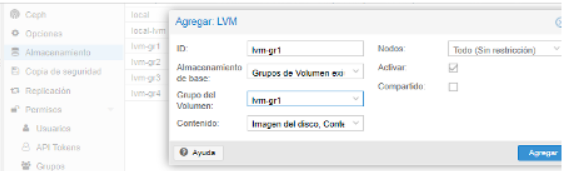 Ceph
Opciones
Almacenamiento
Copia de seguridad
Replicación
Permisos
Usuarios
API Tokens
Grupos
local
local-lvm
lvm-gr1
lvm-gr2
lvm-gr3
lvm-gr4
Agregar: LVM
ID: lvm-gr1
Almacenamiento de base: Grupos de Volumen exi
Grupo del Volumen: lvm-gr1
Contenido: Imagen del disco, Conte
Nodos: Todo (Sin restricción)
Activar:
Compartido:
Ayuda
Agregar